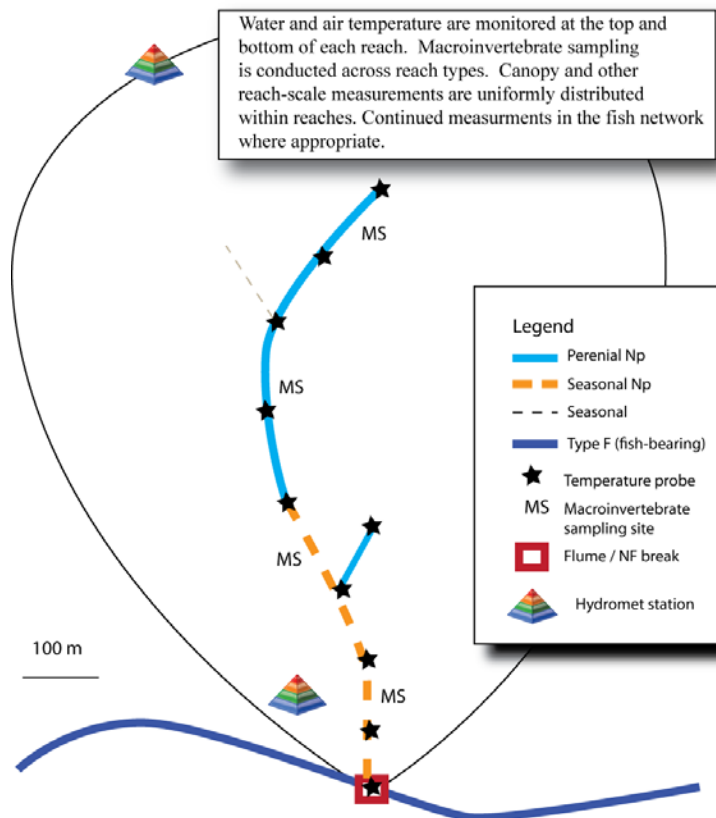 Water and air temperature are monitored at the top and
bottom of each reach.  Macroinvertebrate sampling
is conducted across reach types.  Canopy and other
reach-scale measurements are uniformly distributed
within reaches. Continued measurments in the fish network
where appropriate.
MS
MS
MS
MS
100 m
Legend
Perenial Np
Seasonal Np
Seasonal
Type F (fish-bearing)
Temperature probe
MS Macroinvertebrate
sampling site
Flume / NF break
Hydromet station